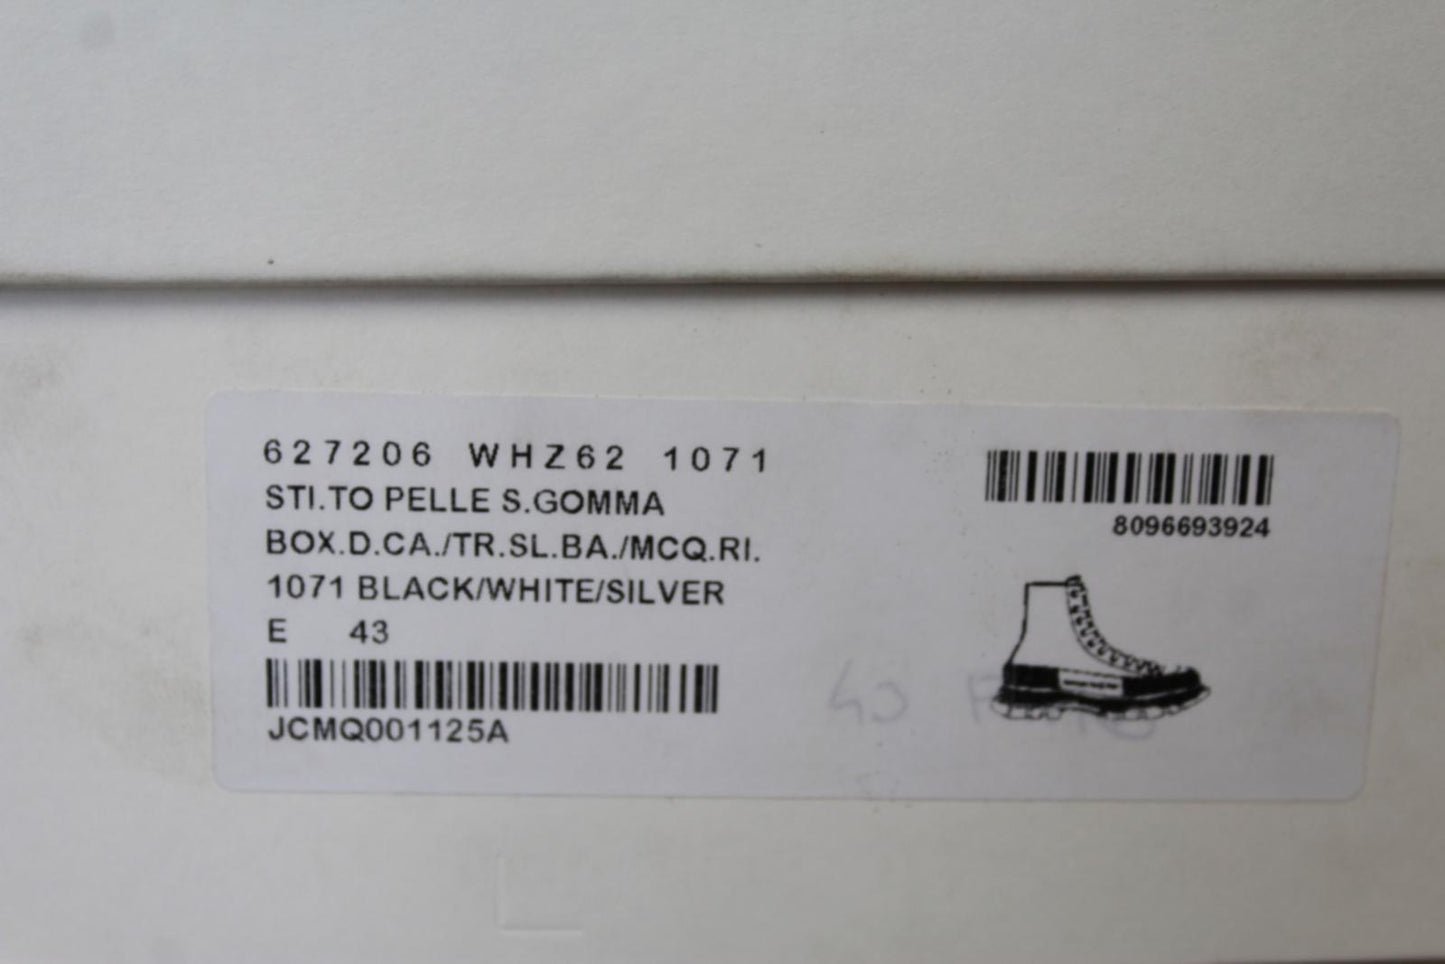 627206 WHZ62 1071
STI.TO PELLE S.GOMMA
BOX.D.CA./TR.SL.BA./MCQ.RI.
1071 BLACK/WHITE/SILVER
E 43
JCMQ001125A
8096693924